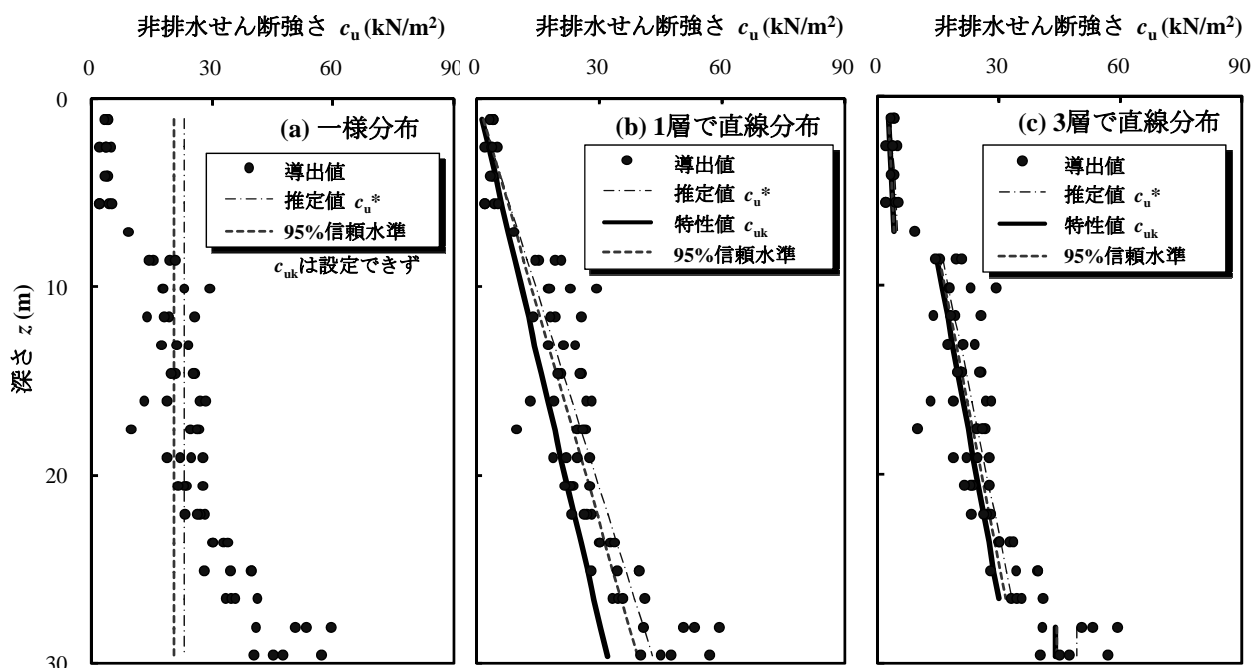 非排水せん断強さ cu (kN/m²)
0 30 60 90
0
10
20
30
深さ z (m)
(a) 一様分布
導出値
推定値 cu*
95%信頼水準
cukは設定できず
非排水せん断強さ cu (kN/m²)
0 30 60 90
(b) 1層で直線分布
導出値
推定値 cu*
特性値 cuk
95%信頼水準
非排水せん断強さ cu (kN/m²)
0 30 60 90
(c) 3層で直線分布
導出値
推定値 cu*
特性値 cuk
95%信頼水準